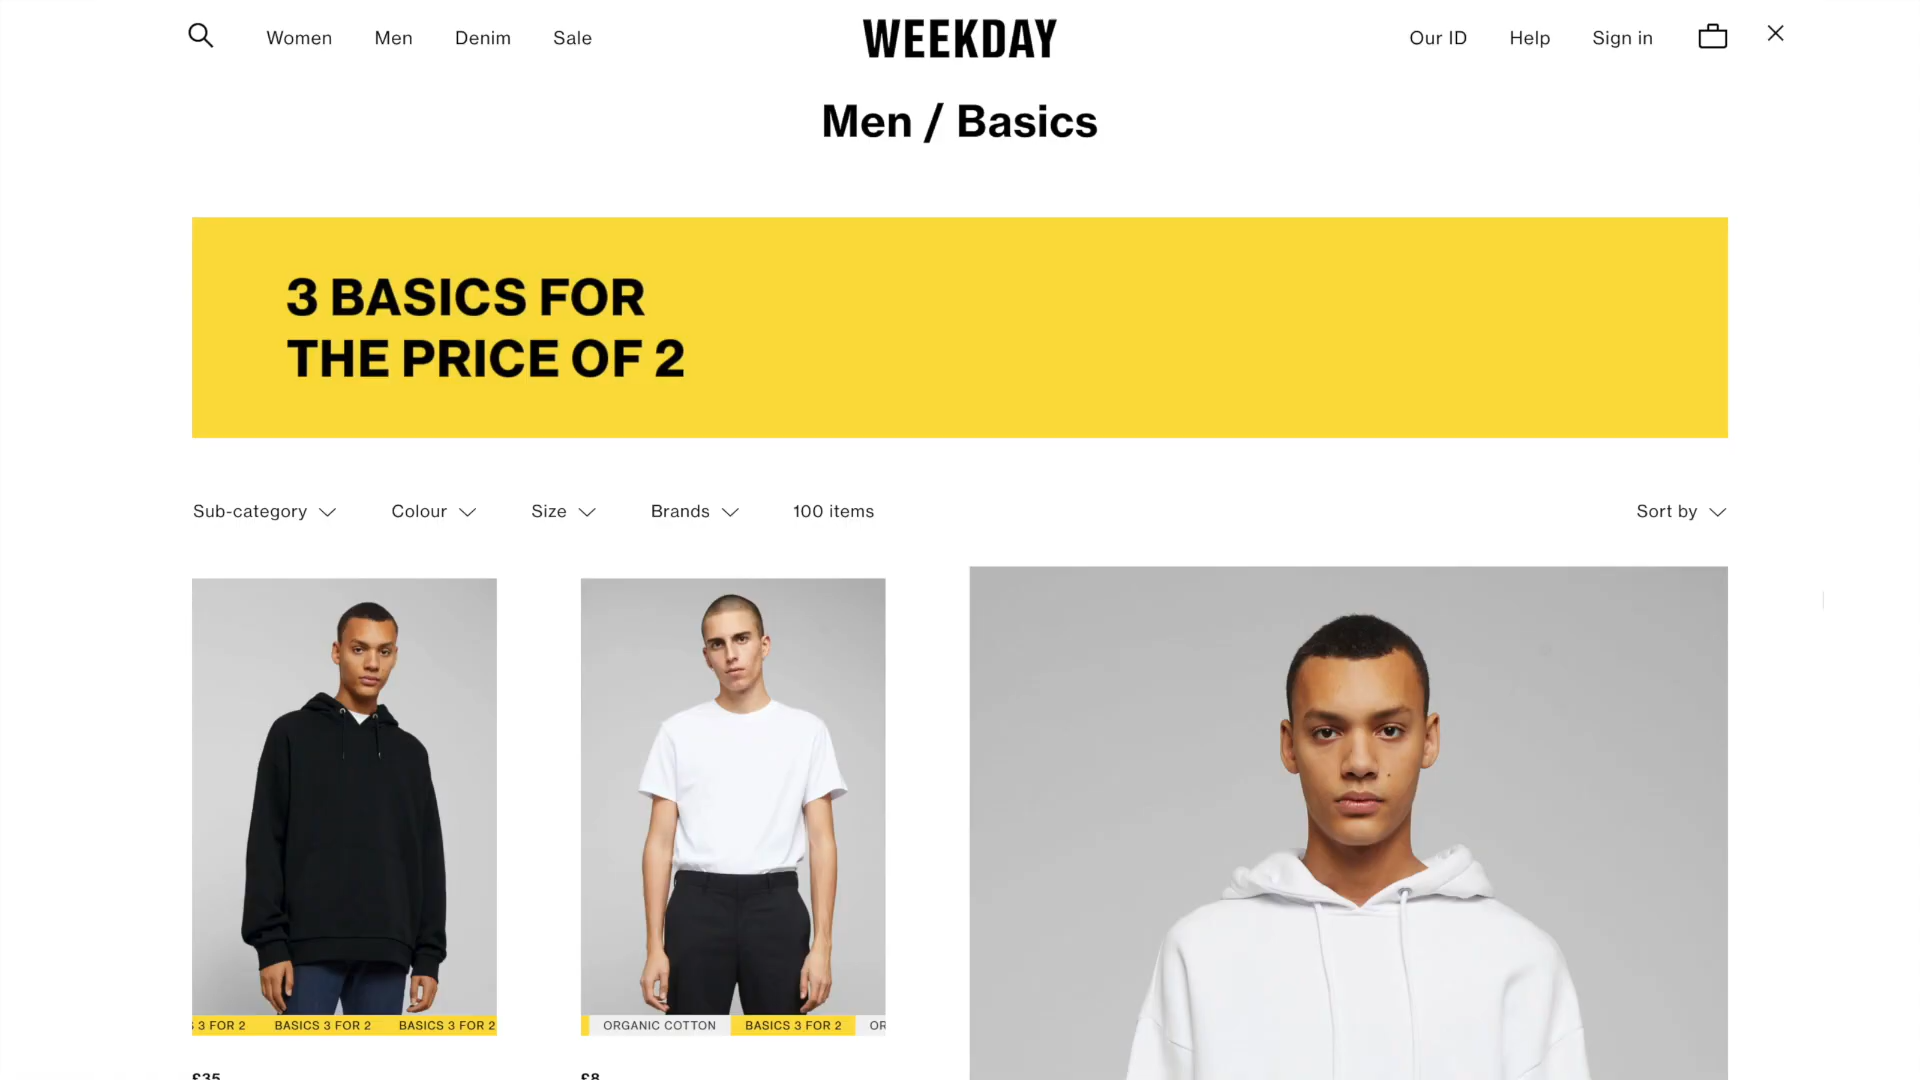 Women Men Denim Sale
WEEKDAY
Our ID Help Sign in
Men / Basics
3 BASICS FOR
THE PRICE OF 2
Sub-category Colour Size Brands 100 items Sort by
3 FOR 2 BASICS 3 FOR 2 BASICS 3 FOR 2
ORGANIC COTTON BASICS 3 FOR 2
£35
£8